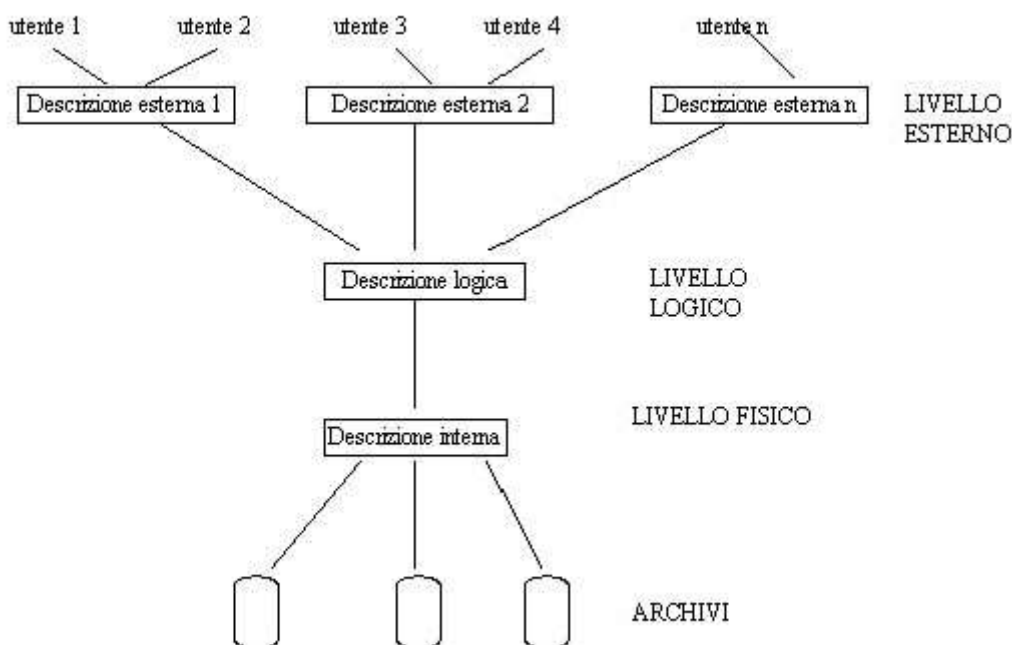 utente 1
utente 2
utente 3
utente 4
utente n
Descrizione esterna 1
Descrizione esterna 2
Descrizione esterna n
LIVELLO
ESTERNO
Descrizione logica
LIVELLO
LOGICO
LIVELLO FISICO
Descrizione interna
ARCHIVI